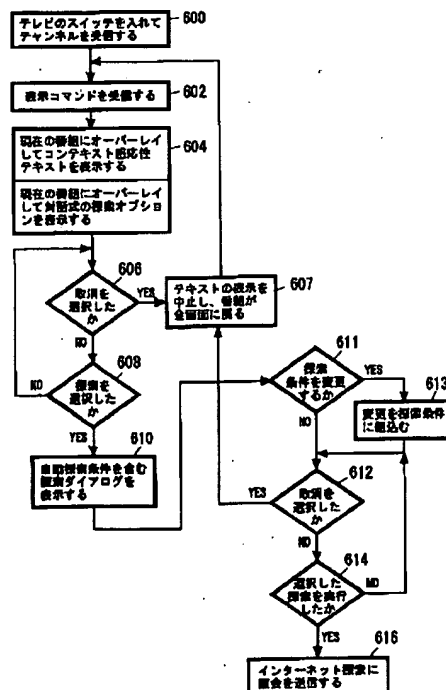 600
テレビのスイッチを入れて
チャンネルを受信する
602
表示コマンドを受信する
604
現在の番組にオーバーレイ
してコンテキスト感応性
テキストを表示する
現在の番組にオーバーレイ
して対話式の探索オプショ
ンを表示する
606
取消を
選択した
か
YES
NO
607
テキストの表示を
中止し、番組が
全画面に戻る
608
探索を
選択した
か
NO
YES
610
自動探索条件を含む
探索ダイアログを
表示する
611
探索
条件を変更
するか
YES
NO
613
変更を探索条件
に組込む
612
取消を
選択した
か
YES
NO
614
選択した
探索を実行
したか
NO
YES
616
インターネット探索に
照会を送信する